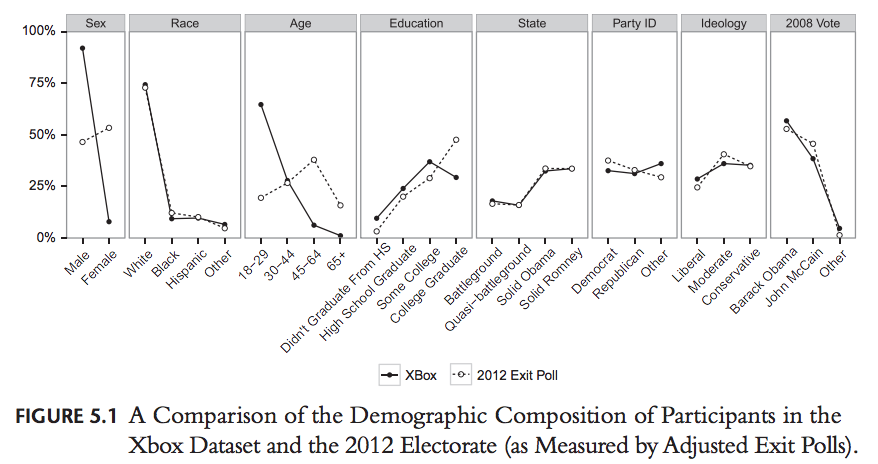 Sex Race Age Education State Party ID Ideology 2008 Vote
100%
75%
50%
25%
0%
Male Female White Black Hispanic Other 18–29 30–44 45–64 65+ Didn't Graduate From HS High School Graduate Some College College Graduate Battleground Quasi–battleground Solid Obama Solid Romney Democrat Republican Other Liberal Moderate Conservative Barack Obama John McCain Other
XBox 2012 Exit Poll
FIGURE 5.1 A Comparison of the Demographic Composition of Participants in the
Xbox Dataset and the 2012 Electorate (as Measured by Adjusted Exit Polls).